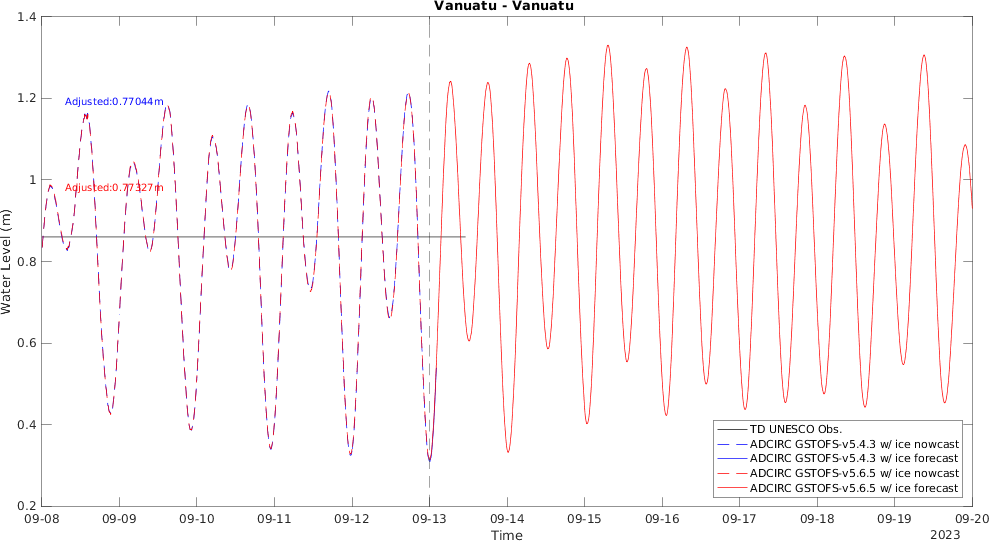 Vanuatu - Vanuatu
1.4
1.2
1
0.8
0.6
0.4
0.2
Water Level (m)
Adjusted:0.77044m
Adjusted:0.77327m
TD UNESCO Obs.
ADCIRC GSTOFS-v5.4.3 w/ ice nowcast
ADCIRC GSTOFS-v5.4.3 w/ ice forecast
ADCIRC GSTOFS-v5.6.5 w/ ice nowcast
ADCIRC GSTOFS-v5.6.5 w/ ice forecast
09-08 09-09 09-10 09-11 09-12 09-13 09-14 09-15 09-16 09-17 09-18 09-19 09-20
Time
2023